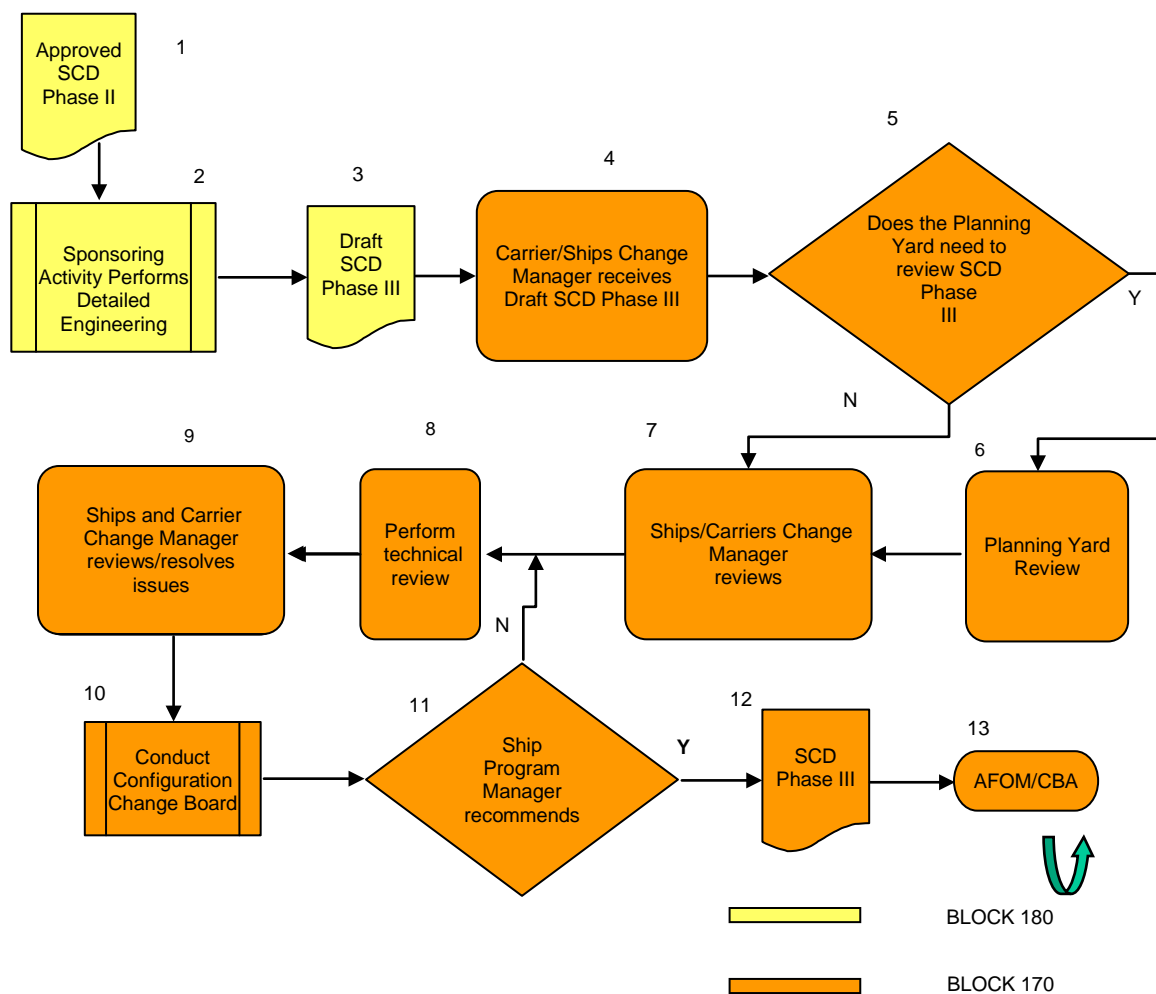 1
Approved
SCD
Phase II
2
Sponsoring
Activity Performs
Detailed
Engineering
3
Draft
SCD
Phase III
4
Carrier/Ships Change
Manager receives
Draft SCD Phase III
5
Does the Planning
Yard need to
review SCD
Phase
III
Y
N
6
Planning Yard
Review
7
Ships/Carriers Change
Manager
reviews
8
Perform
technical
review
9
Ships and Carrier
Change Manager
reviews/resolves
issues
10
Conduct
Configuration
Change Board
11
Ship
Program
Manager
recommends
N
Y
12
SCD
Phase III
13
AFOM/CBA
BLOCK 180
BLOCK 170